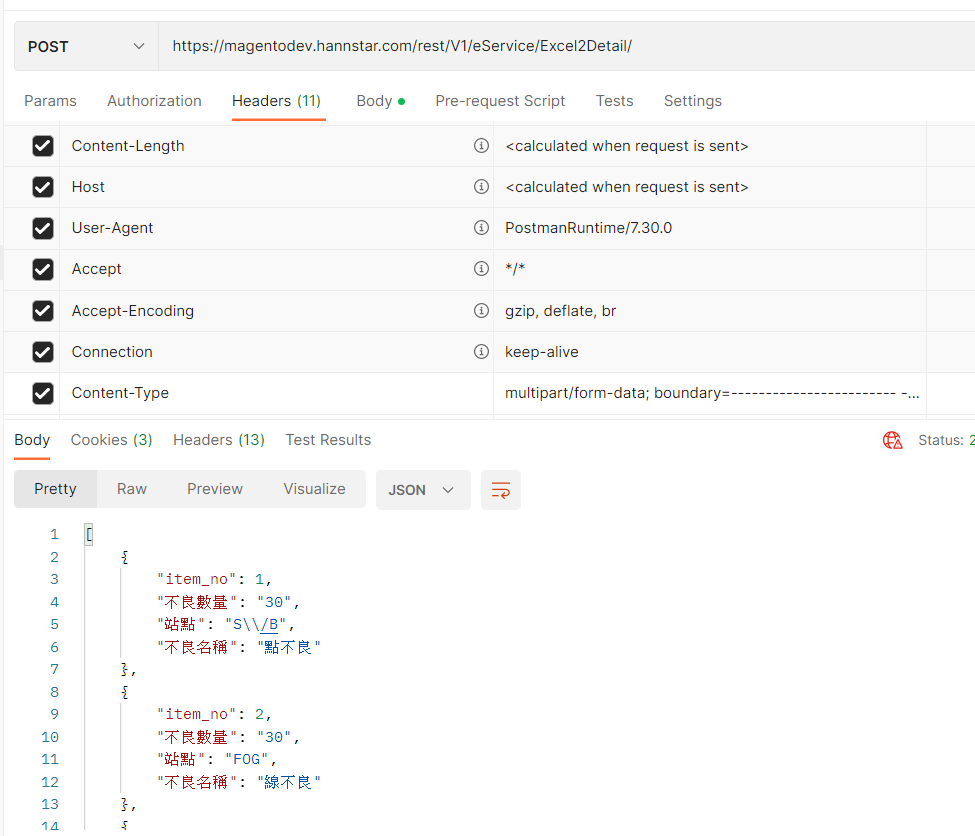 POST https://magentodev.hannstar.com/rest/V1/eService/Excel2Detail/
Params Authorization Headers (11) Body Pre-request Script Tests Settings
Content-Length <calculated when request is sent>
Host <calculated when request is sent>
User-Agent PostmanRuntime/7.30.0
Accept */*
Accept-Encoding gzip, deflate, br
Connection keep-alive
Content-Type multipart/form-data; boundary=------------------------ -...
Body Cookies (3) Headers (13) Test Results Status: 2
Pretty Raw Preview Visualize JSON
1 [
2 {
3 "item_no": 1,
4 "不良數量": "30",
5 "站點": "S\\/B",
6 "不良名稱": "點不良"
7 },
8 {
9 "item_no": 2,
10 "不良數量": "30",
11 "站點": "FOG",
12 "不良名稱": "線不良"
13 },
14 {